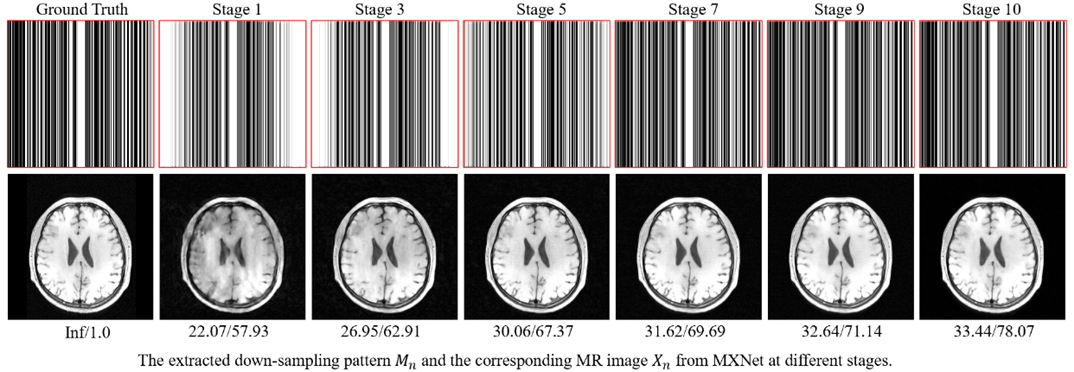 Ground Truth Stage 1 Stage 3 Stage 5 Stage 7 Stage 9 Stage 10
Inf/1.0 22.07/57.93 26.95/62.91 30.06/67.37 31.62/69.69 32.64/71.14 33.44/78.07
The extracted down-sampling pattern 𝑀ₙ and the corresponding MR image 𝑋ₙ from MXNet at different stages.